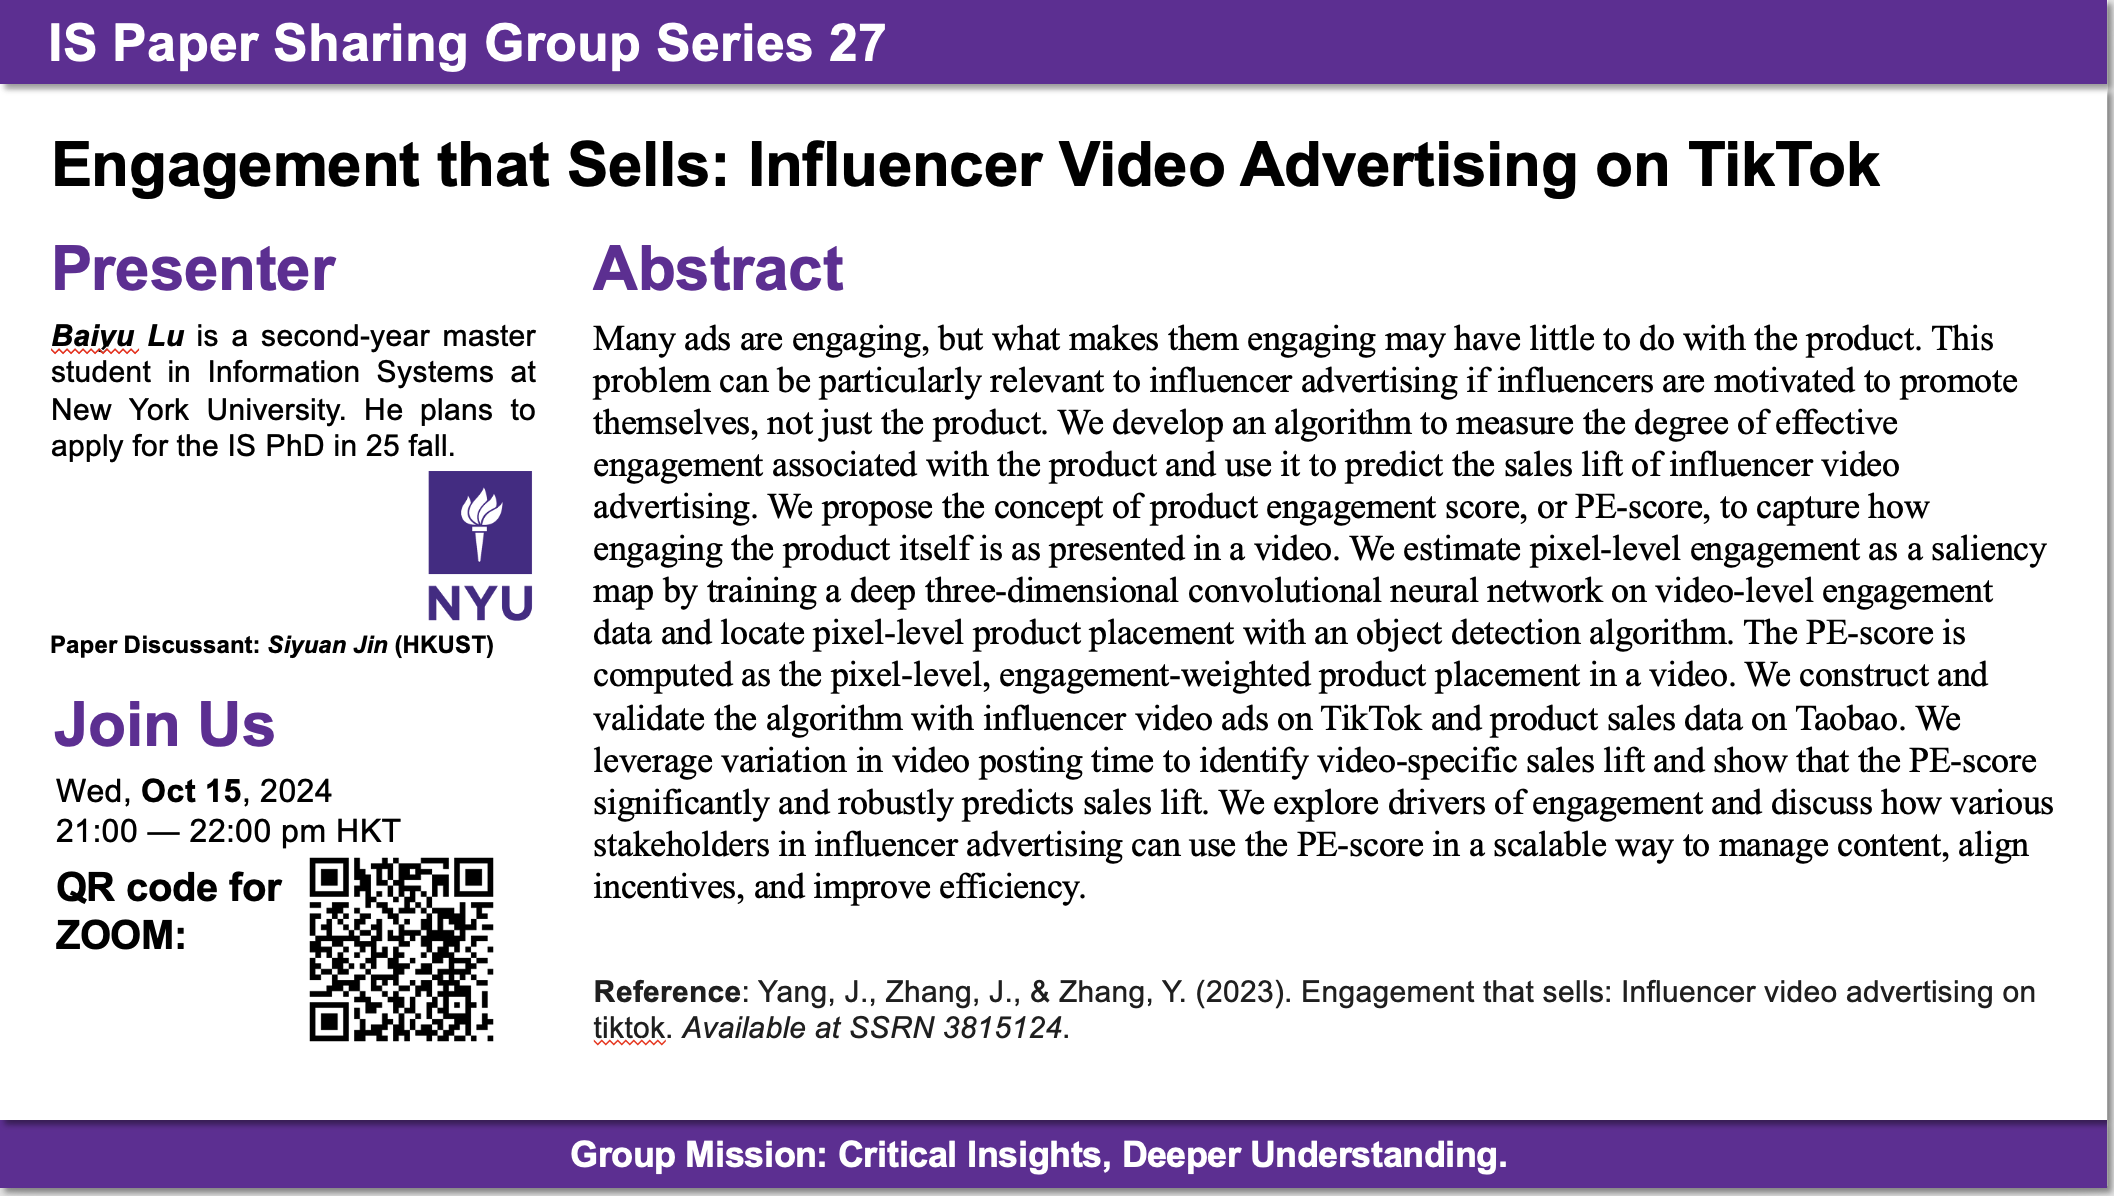 IS Paper Sharing Group Series 27
Engagement that Sells: Influencer Video Advertising on TikTok
Presenter
Baiyu Lu is a second-year master
student in Information Systems at
New York University. He plans to
apply for the IS PhD in 25 fall.
NYU
Paper Discussant: Siyuan Jin (HKUST)
Join Us
Wed, Oct 15, 2024
21:00 — 22:00 pm HKT
QR code for
ZOOM:
Abstract
Many ads are engaging, but what makes them engaging may have little to do with the product. This
problem can be particularly relevant to influencer advertising if influencers are motivated to promote
themselves, not just the product. We develop an algorithm to measure the degree of effective
engagement associated with the product and use it to predict the sales lift of influencer video
advertising. We propose the concept of product engagement score, or PE-score, to capture how
engaging the product itself is as presented in a video. We estimate pixel-level engagement as a saliency
map by training a deep three-dimensional convolutional neural network on video-level engagement
data and locate pixel-level product placement with an object detection algorithm. The PE-score is
computed as the pixel-level, engagement-weighted product placement in a video. We construct and
validate the algorithm with influencer video ads on TikTok and product sales data on Taobao. We
leverage variation in video posting time to identify video-specific sales lift and show that the PE-score
significantly and robustly predicts sales lift. We explore drivers of engagement and discuss how various
stakeholders in influencer advertising can use the PE-score in a scalable way to manage content, align
incentives, and improve efficiency.
Reference: Yang, J., Zhang, J., & Zhang, Y. (2023). Engagement that sells: Influencer video advertising on
tiktok. Available at SSRN 3815124.
Group Mission: Critical Insights, Deeper Understanding.